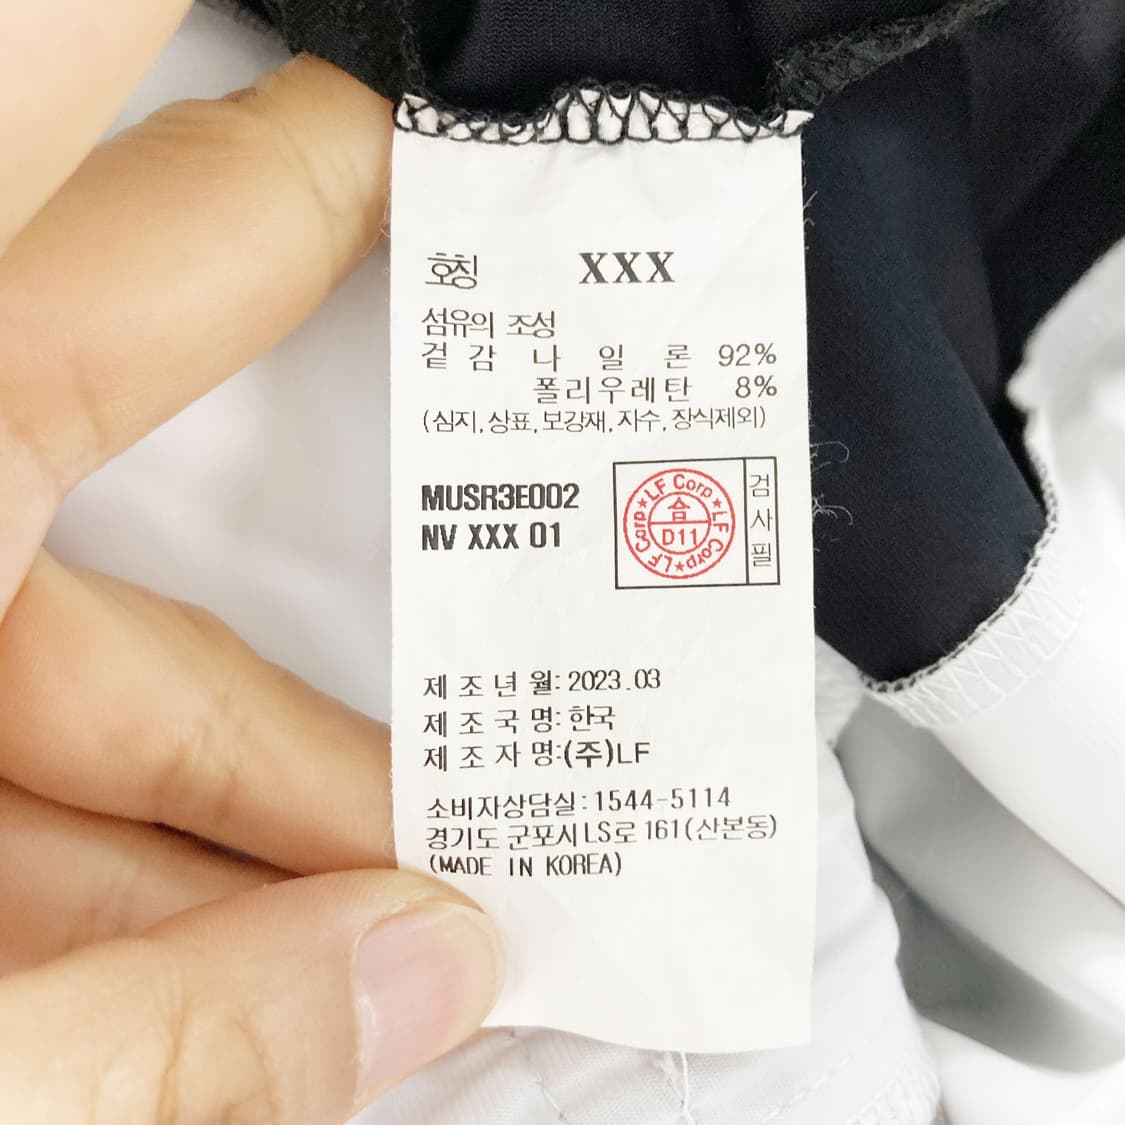 호칭 XXX
섬유의 조성
겉 감 나 일 론 92%
폴리우레탄 8%
(심지,상표,보강재,자수,장식제외)
MUSR3E002
NV XXX 01
LF Corp★LF Corp★LF Corp★
合
D11
검사필
제 조 년 월: 2023.03
제 조 국 명: 한국
제 조 자 명:(주)LF
소비자상담실:1544-5114
경기도 군포시 LS로 161(산본동)
(MADE IN KOREA)